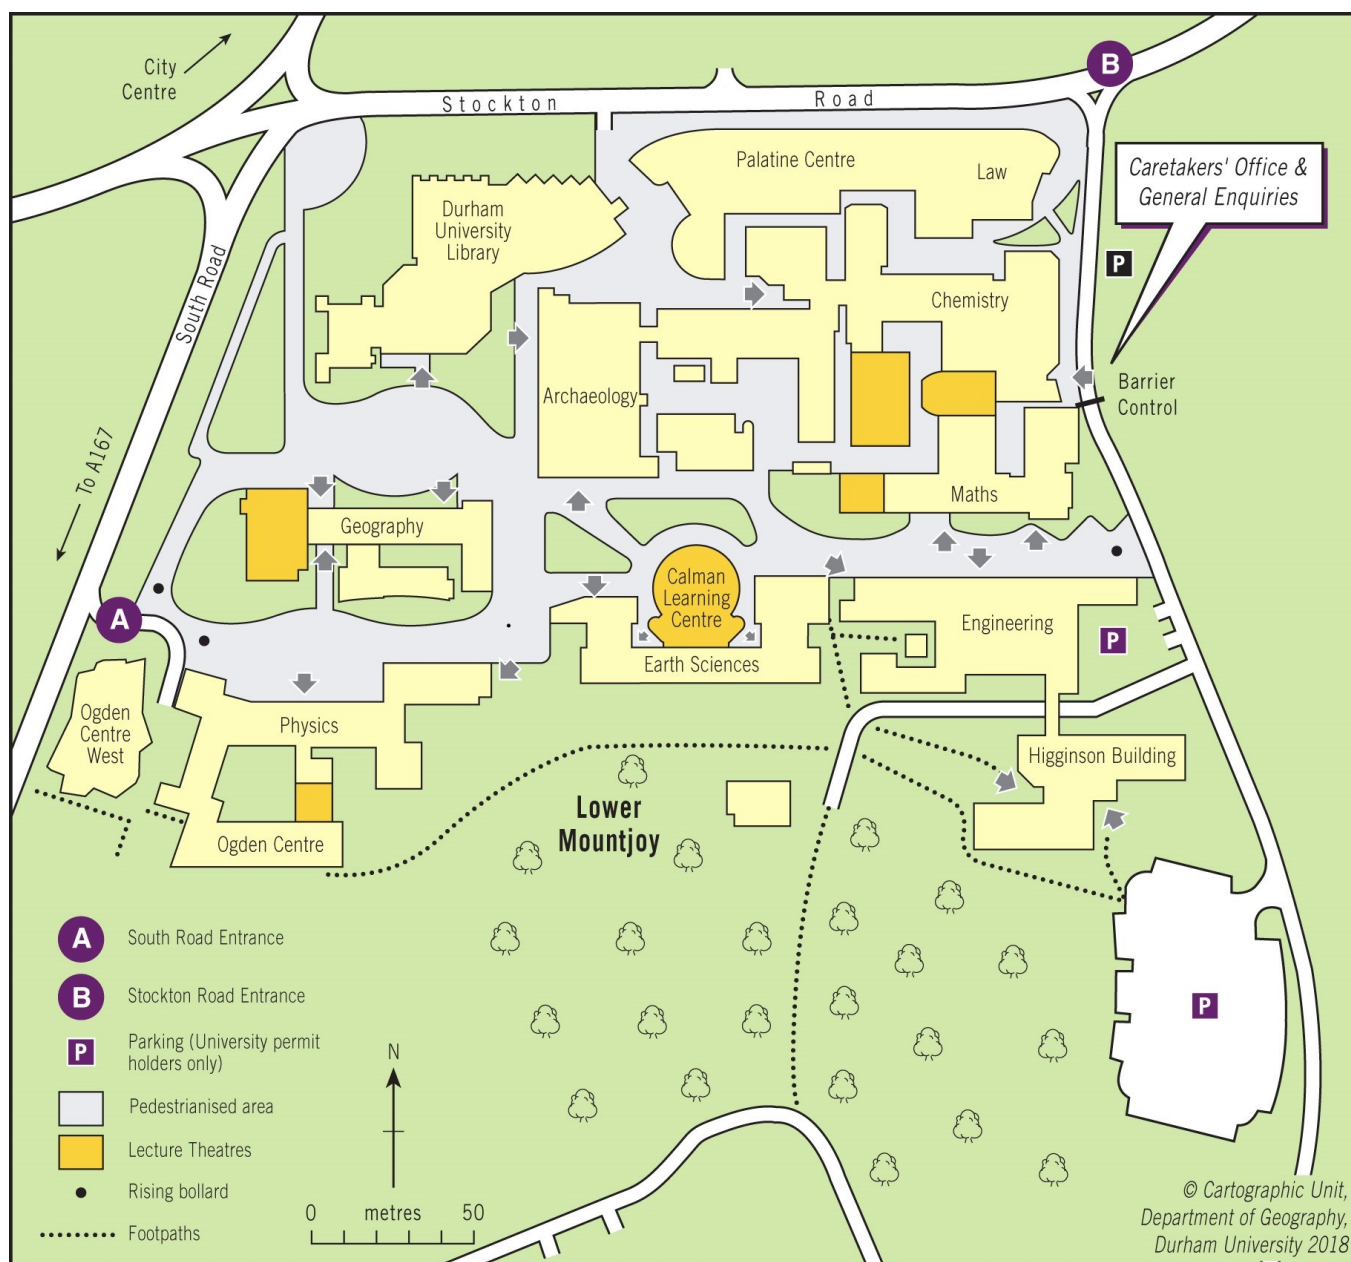 City
Centre
Stockton Road
B
Palatine Centre
Law
Caretakers' Office &
General Enquiries
Durham
University
Library
P
South Road
Chemistry
Archaeology
Barrier
Control
To A167
Maths
Geography
Calman
Learning
Centre
A
Engineering
P
Earth Sciences
Ogden
Centre
West
Physics
Higginson Building
Lower
Mountjoy
Ogden Centre
A
South Road Entrance
B
Stockton Road Entrance
P
Parking (University permit
holders only)
P
N
Pedestrianised area
Lecture Theatres
Rising bollard
0 metres 50
Footpaths
© Cartographic Unit,
Department of Geography,
Durham University 2018